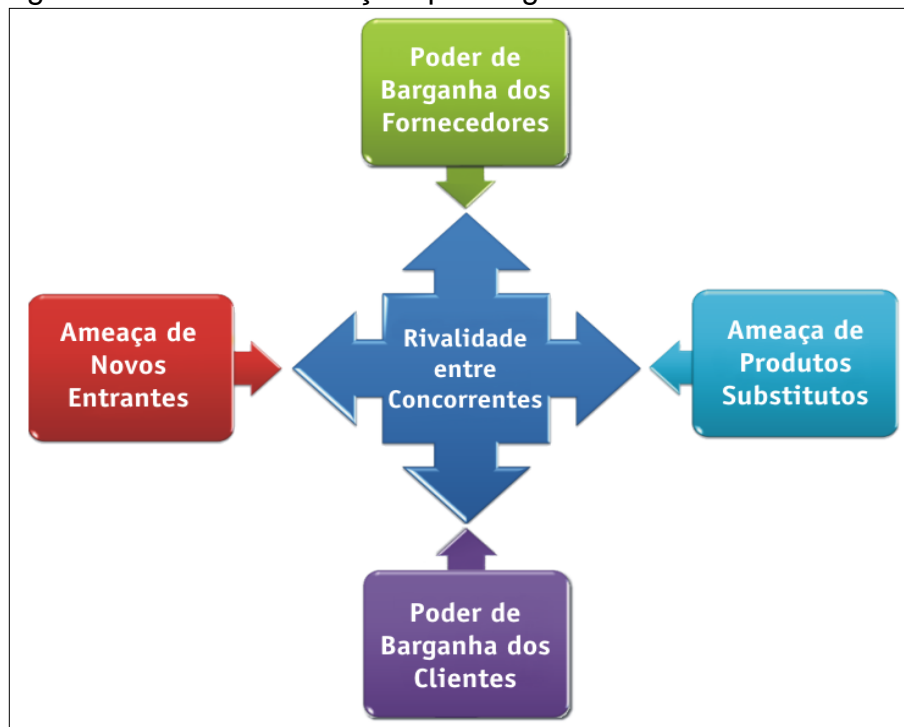 Poder de
Barganha dos
Fornecedores
Ameaça de
Novos
Entrantes
Rivalidade
entre
Concorrentes
Ameaça de
Produtos
Substitutos
Poder de
Barganha dos
Clientes